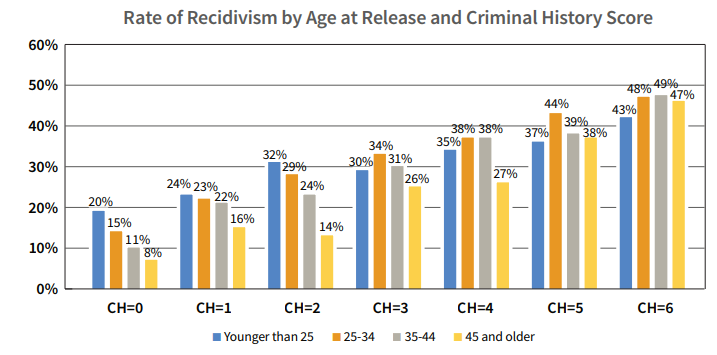 Rate of Recidivism by Age at Release and Criminal History Score
60%
50%
40%
30%
20%
10%
0%
20% 15% 11% 8%
24% 23% 22% 16%
32% 29% 24% 14%
30% 34% 31% 26%
35% 38% 38% 27%
37% 44% 39% 38%
43% 48% 49% 47%
CH=0 CH=1 CH=2 CH=3 CH=4 CH=5 CH=6
Younger than 25 25-34 35-44 45 and older